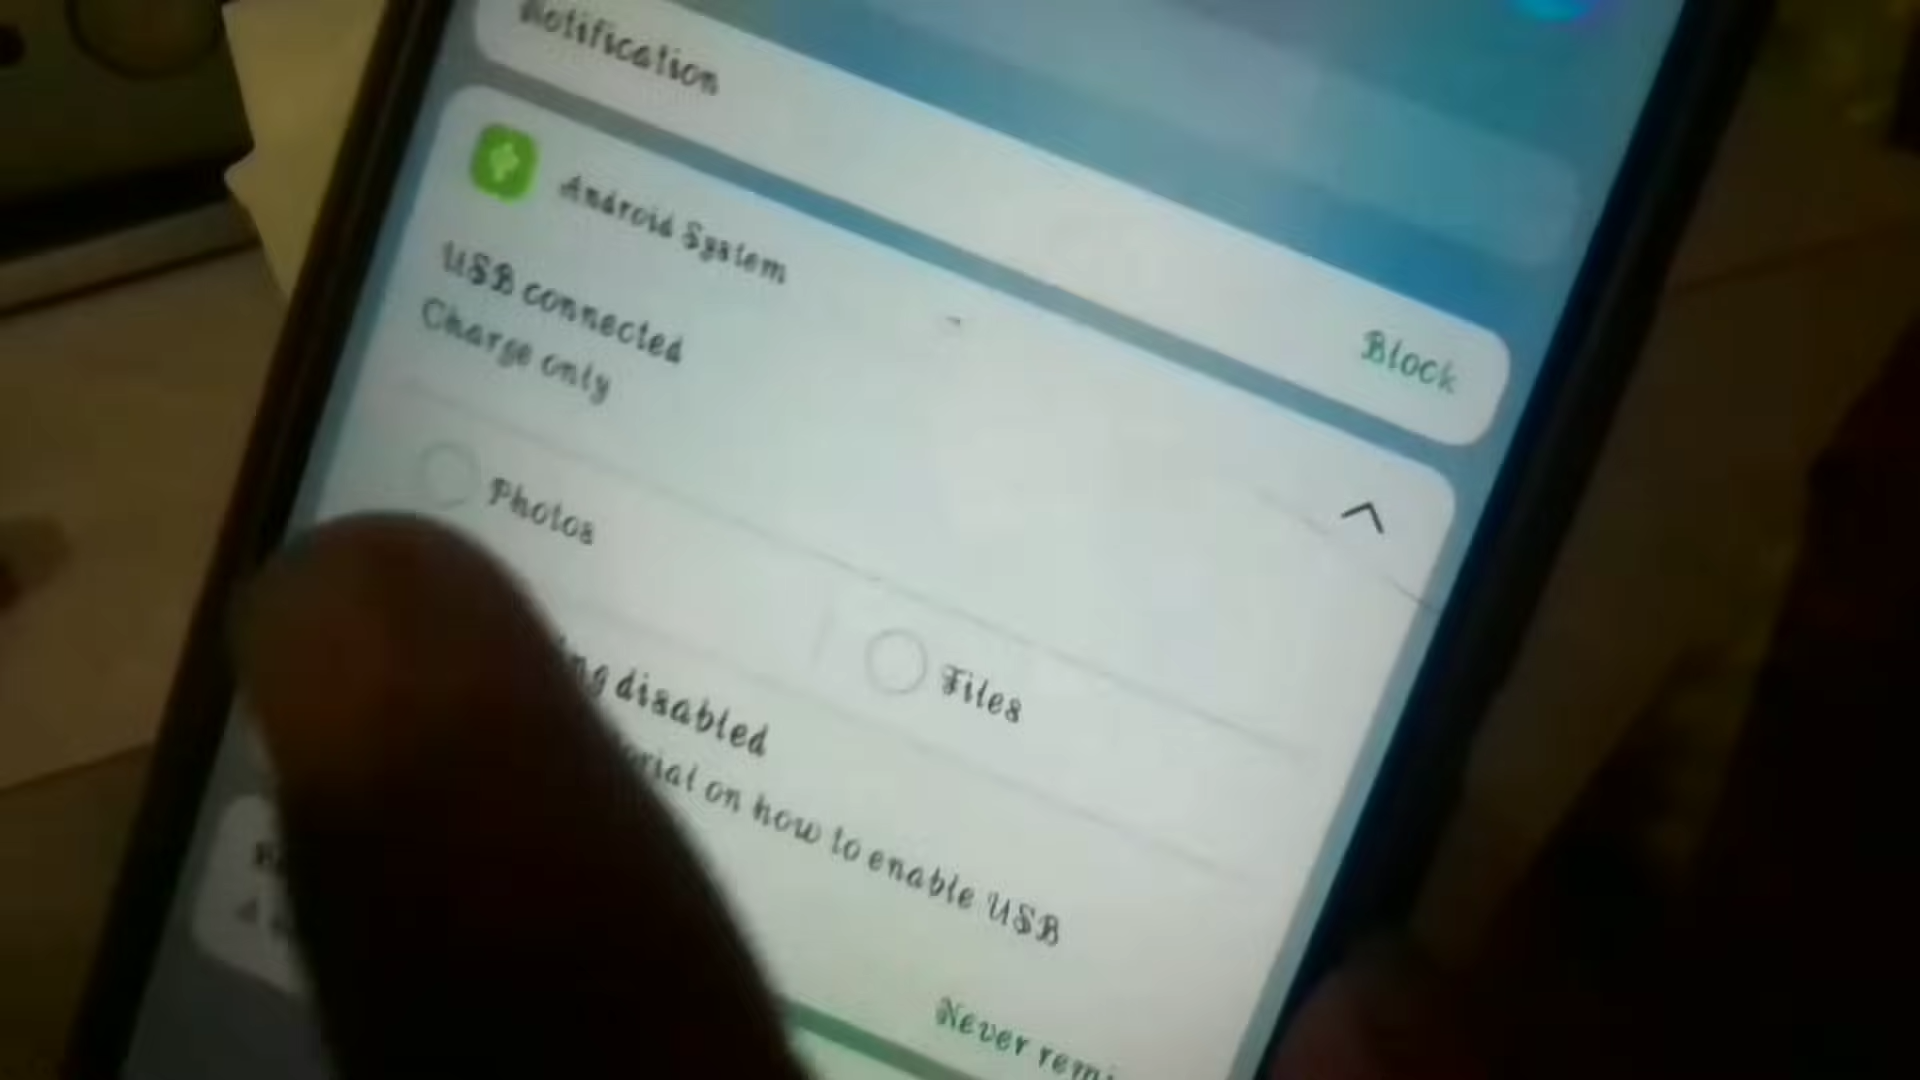 Notification
Block
Android System
USB connected
Charge only
Photos
Files
disabled
on how to enable USB
Never